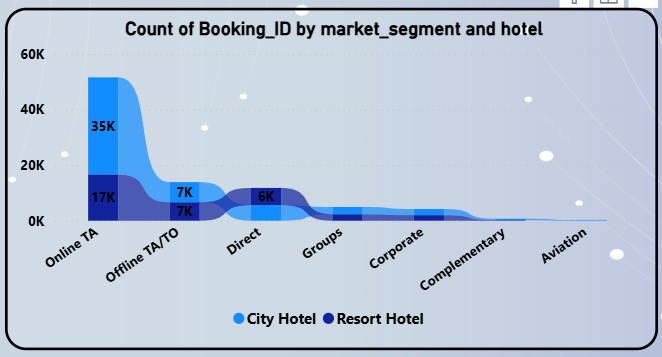 Count of Booking_ID by market_segment and hotel
60K
40K
20K
0K
35K
17K
7K
7K
6K
Online TA
Offline TA/TO
Direct
Groups
Corporate
Complementary
Aviation
City Hotel
Resort Hotel